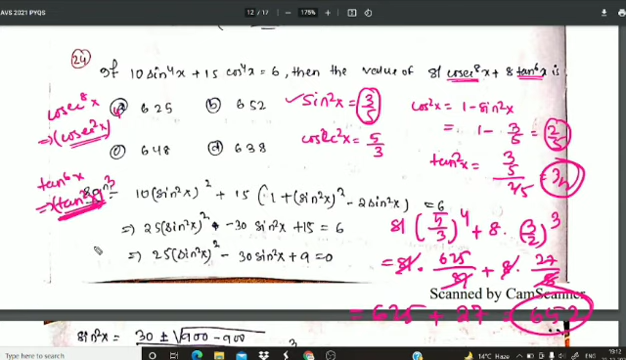 AVS 2021 PYQS
12 / 17
175%
24
If 10 sin⁴x + 15 cos⁴x = 6, then the value of 81 cosec⁸x + 8 tan⁶x is
cosec⁸x
⇒ (cosec²x)⁴
a 625
b 652
c 648
d 638
✓ sin²x = 3/5
cosec²x = 5/3
cos²x = 1 - sin²x
= 1 - 3/5 = 2/5
tan²x = 3/5 / 2/5 = 3/2
tan⁶x
⇒ (tan²x)³
10(sin²x)² + 15 (1 + (sin²x)² - 2sin²x) = 6
⇒ 25(sin²x)² - 30 sin²x + 15 = 6
⇒ 25(sin²x)² - 30 sin²x + 9 = 0
81 (5/3)⁴ + 8 · (3/2)³
= 81 · 625/81 + 8 · 27/8
= 625 + 27 = 652
Scanned by CamScanner
sin²x = 30 ± √900 - 900
Type here to search
14°C Haze
19:12